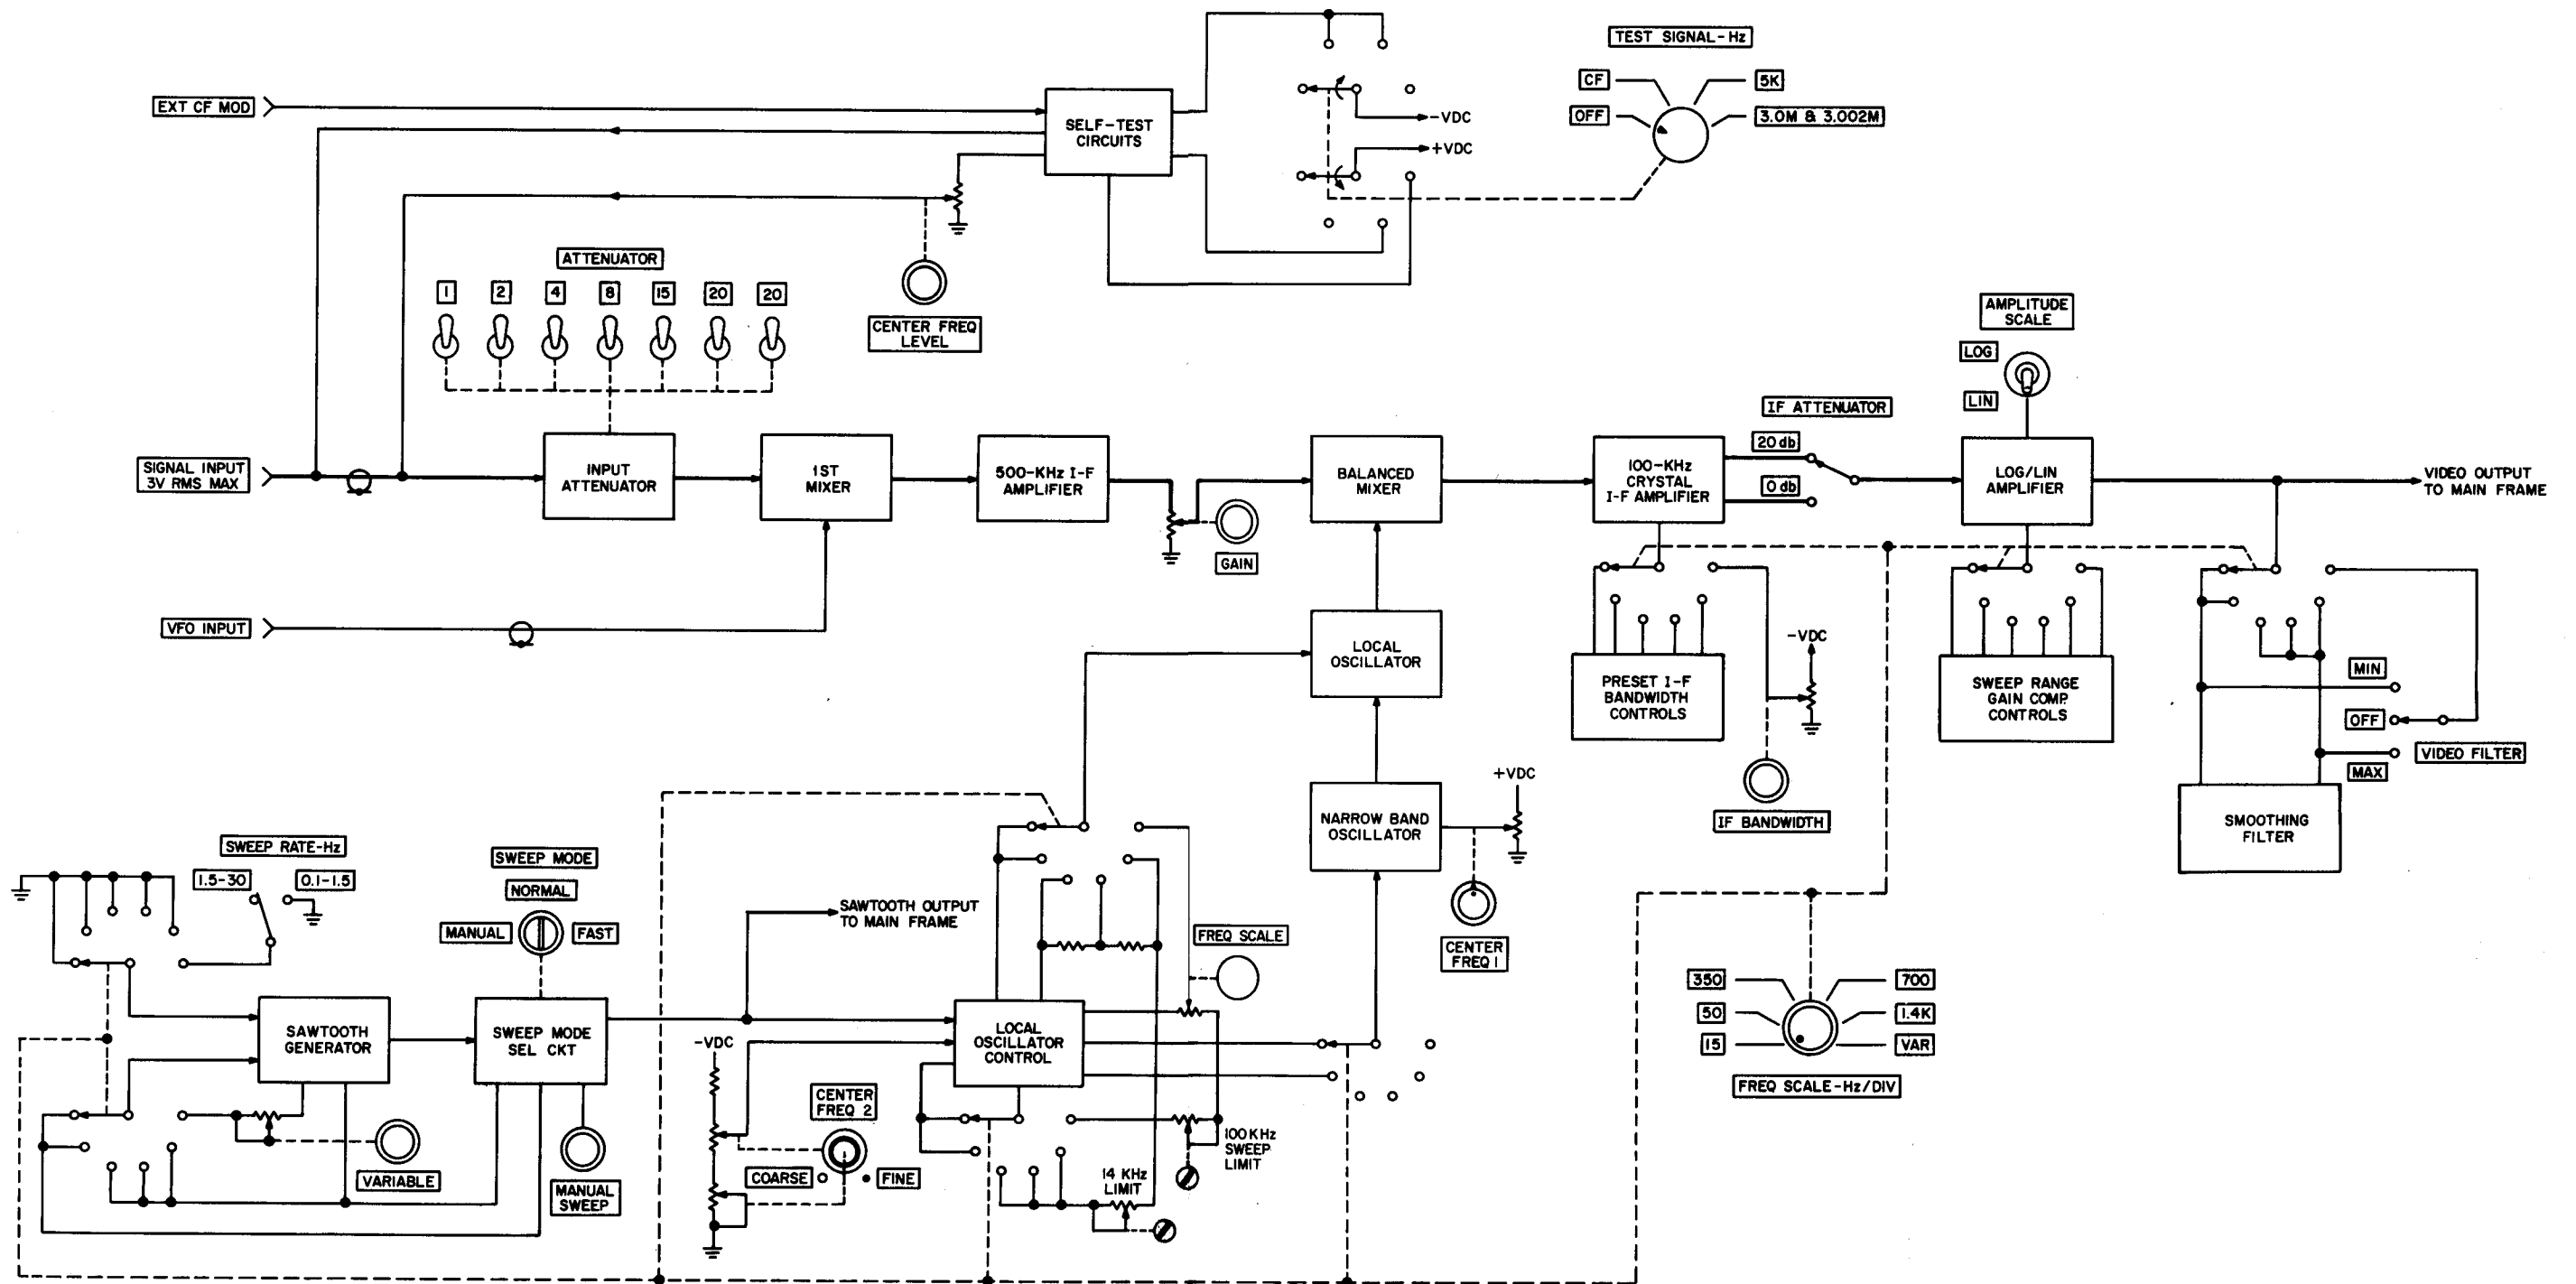 TEST SIGNAL-Hz
CF
5K
OFF
3.0M & 3.002M
EXT CF MOD
SELF-TEST
CIRCUITS
-VDC
+VDC
ATTENUATOR
1
2
4
8
15
20
20
CENTER FREQ
LEVEL
AMPLITUDE
SCALE
LOG
LIN
IF ATTENUATOR
20 db
0 db
SIGNAL INPUT
3V RMS MAX
INPUT
ATTENUATOR
1ST
MIXER
500-KHz I-F
AMPLIFIER
GAIN
BALANCED
MIXER
100-KHz
CRYSTAL
I-F AMPLIFIER
LOG/LIN
AMPLIFIER
VIDEO OUTPUT
TO MAIN FRAME
VFO INPUT
LOCAL
OSCILLATOR
PRESET I-F
BANDWIDTH
CONTROLS
-VDC
SWEEP RANGE
GAIN COMP
CONTROLS
MIN
OFF
VIDEO FILTER
MAX
IF BANDWIDTH
SMOOTHING
FILTER
NARROW BAND
OSCILLATOR
+VDC
CENTER
FREQ 1
SWEEP RATE-Hz
1.5-30
0.1-1.5
SWEEP MODE
NORMAL
MANUAL
FAST
SAWTOOTH OUTPUT
TO MAIN FRAME
FREQ SCALE
SAWTOOTH
GENERATOR
SWEEP MODE
SEL CKT
-VDC
LOCAL
OSCILLATOR
CONTROL
350
700
50
1.4K
15
VAR
FREQ SCALE-Hz/DIV
CENTER
FREQ 2
COARSE
FINE
VARIABLE
MANUAL
SWEEP
14 KHz
LIMIT
100KHz
SWEEP
LIMIT